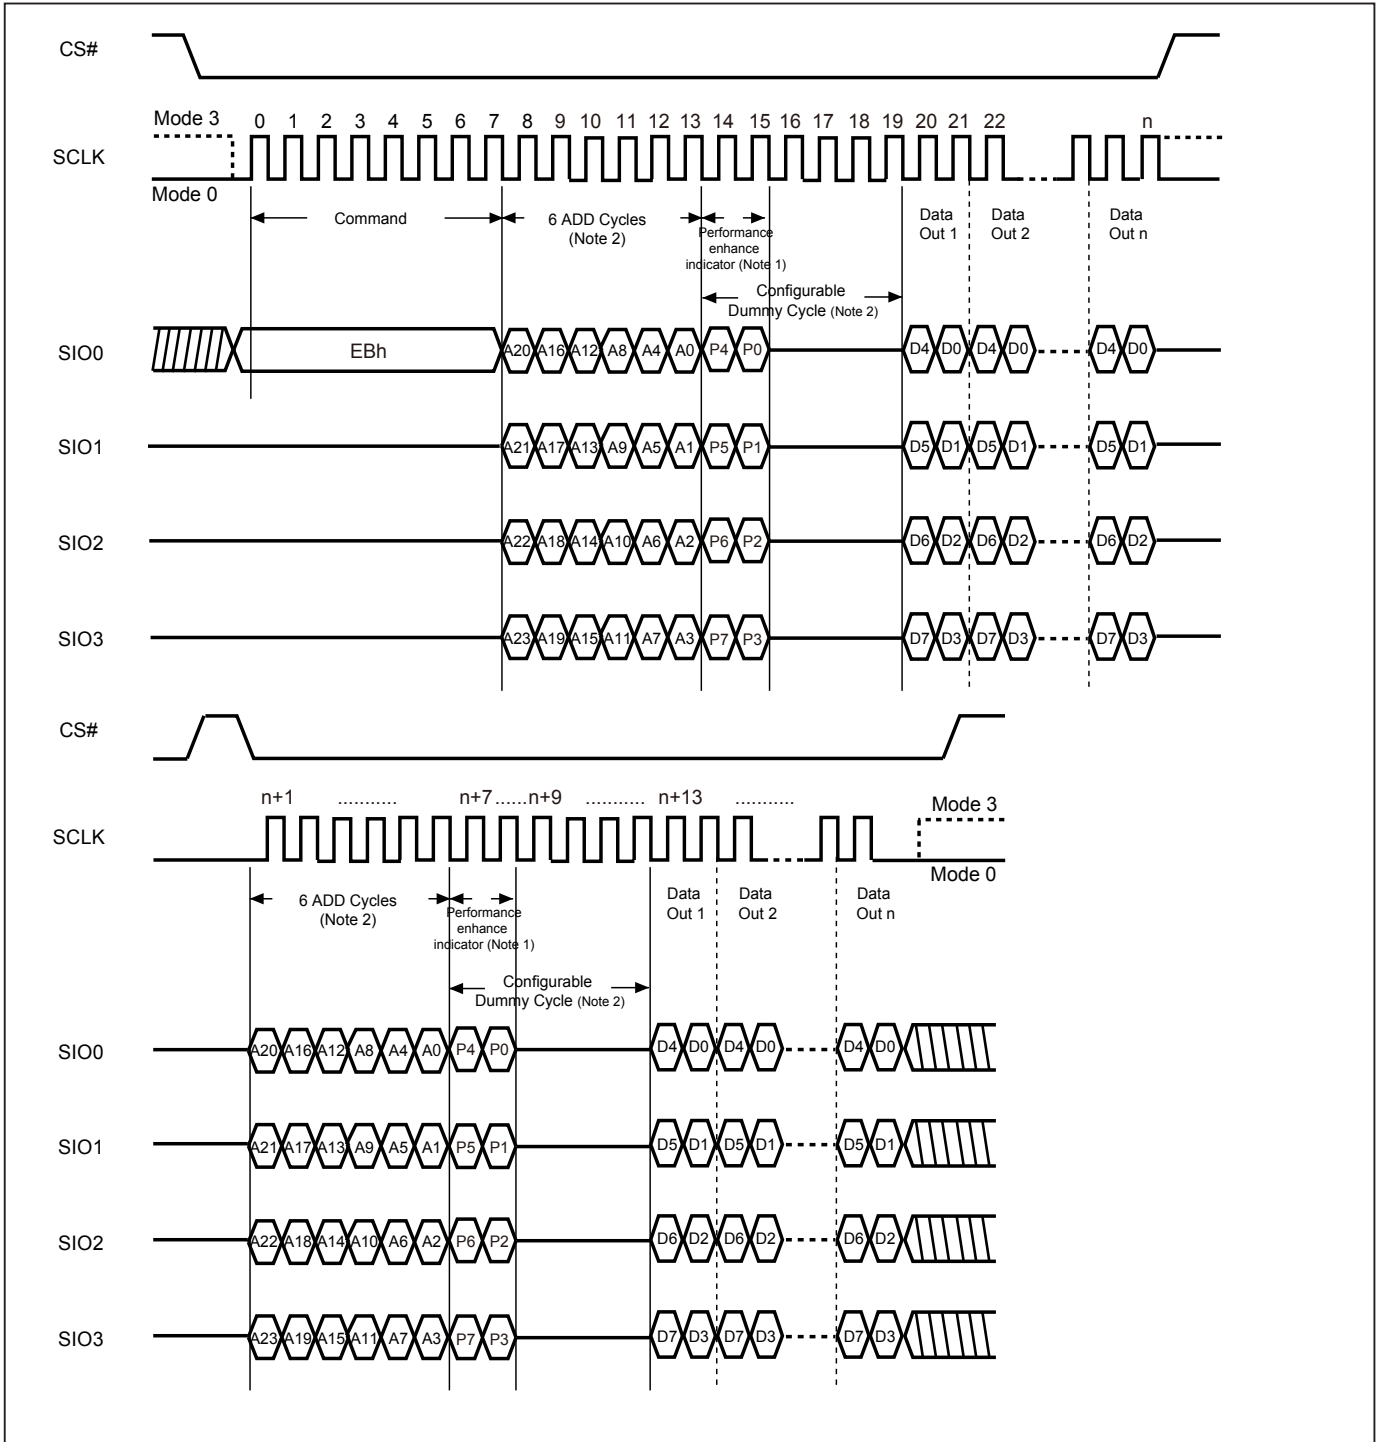 CS#
Mode 3
0 1 2 3 4 5 6 7 8 9 10 11 12 13 14 15 16 17 18 19 20 21 22 n
SCLK
Mode 0
Command
6 ADD Cycles
(Note 2)
Performance
enhance
indicator (Note 1)
Data
Out 1
Data
Out 2
Data
Out n
Configurable
Dummy Cycle (Note 2)
SIO0 EBh A20 A16 A12 A8 A4 A0 P4 P0 D4 D0 D4 D0 D4 D0
SIO1 A21 A17 A13 A9 A5 A1 P5 P1 D5 D1 D5 D1 D5 D1
SIO2 A22 A18 A14 A10 A6 A2 P6 P2 D6 D2 D6 D2 D6 D2
SIO3 A23 A19 A15 A11 A7 A3 P7 P3 D7 D3 D7 D3 D7 D3
CS#
n+1 ........... n+7 ......n+9 ........... n+13 ...........
Mode 3
SCLK
Mode 0
6 ADD Cycles
(Note 2)
Performance
enhance
indicator (Note 1)
Data
Out 1
Data
Out 2
Data
Out n
Configurable
Dummy Cycle (Note 2)
SIO0 A20 A16 A12 A8 A4 A0 P4 P0 D4 D0 D4 D0 D4 D0
SIO1 A21 A17 A13 A9 A5 A1 P5 P1 D5 D1 D5 D1 D5 D1
SIO2 A22 A18 A14 A10 A6 A2 P6 P2 D6 D2 D6 D2 D6 D2
SIO3 A23 A19 A15 A11 A7 A3 P7 P3 D7 D3 D7 D3 D7 D3